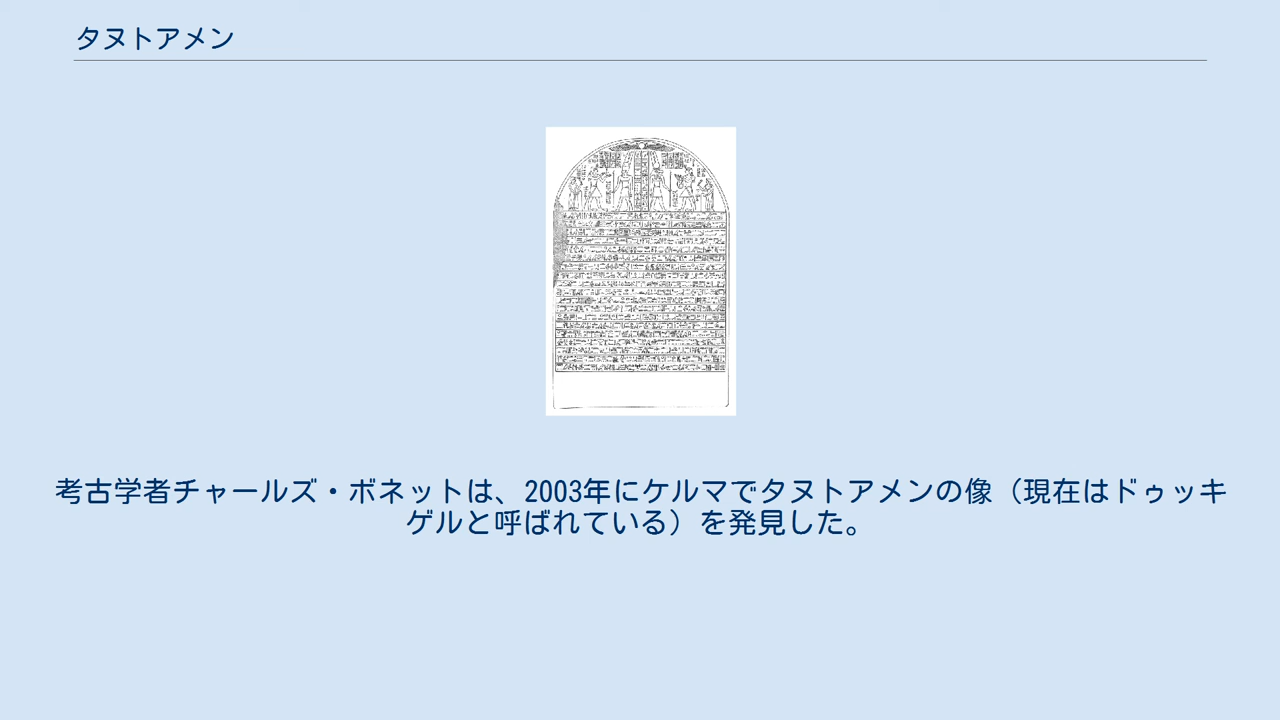 タヌトアメン
考古学者チャールズ・ボネットは、2003年にケルマでタヌトアメンの像（現在はドゥッキ
ゲルと呼ばれている）を発見した。